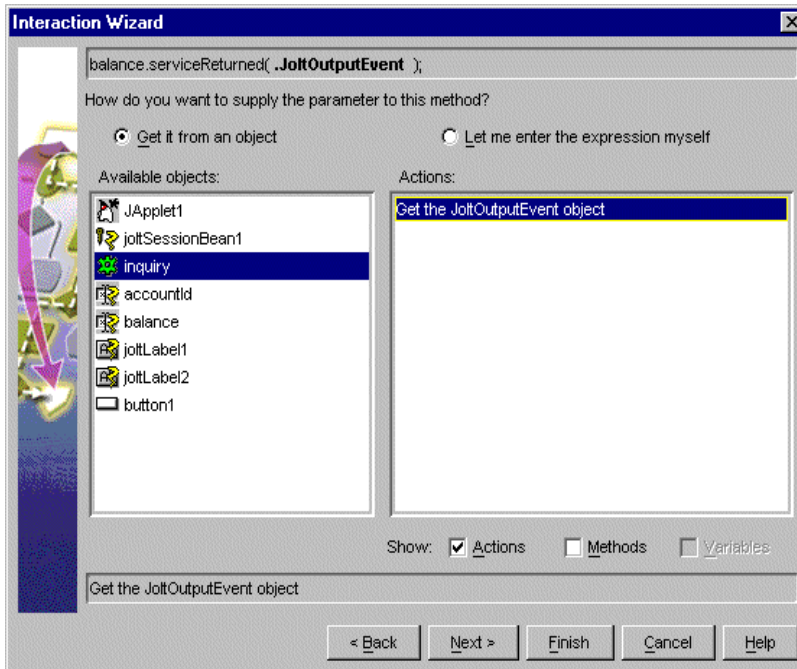 Interaction Wizard
balance.serviceReturned( .JoltOutputEvent );
How do you want to supply the parameter to this method?
Get it from an object Let me enter the expression myself
Available objects: Actions:
JApplet1 Get the JoltOutputEvent object
joltSessionBean1
inquiry
accountId
balance
joltLabel1
joltLabel2
button1
Show: Actions Methods Variables
Get the JoltOutputEvent object
< Back Next > Finish Cancel Help